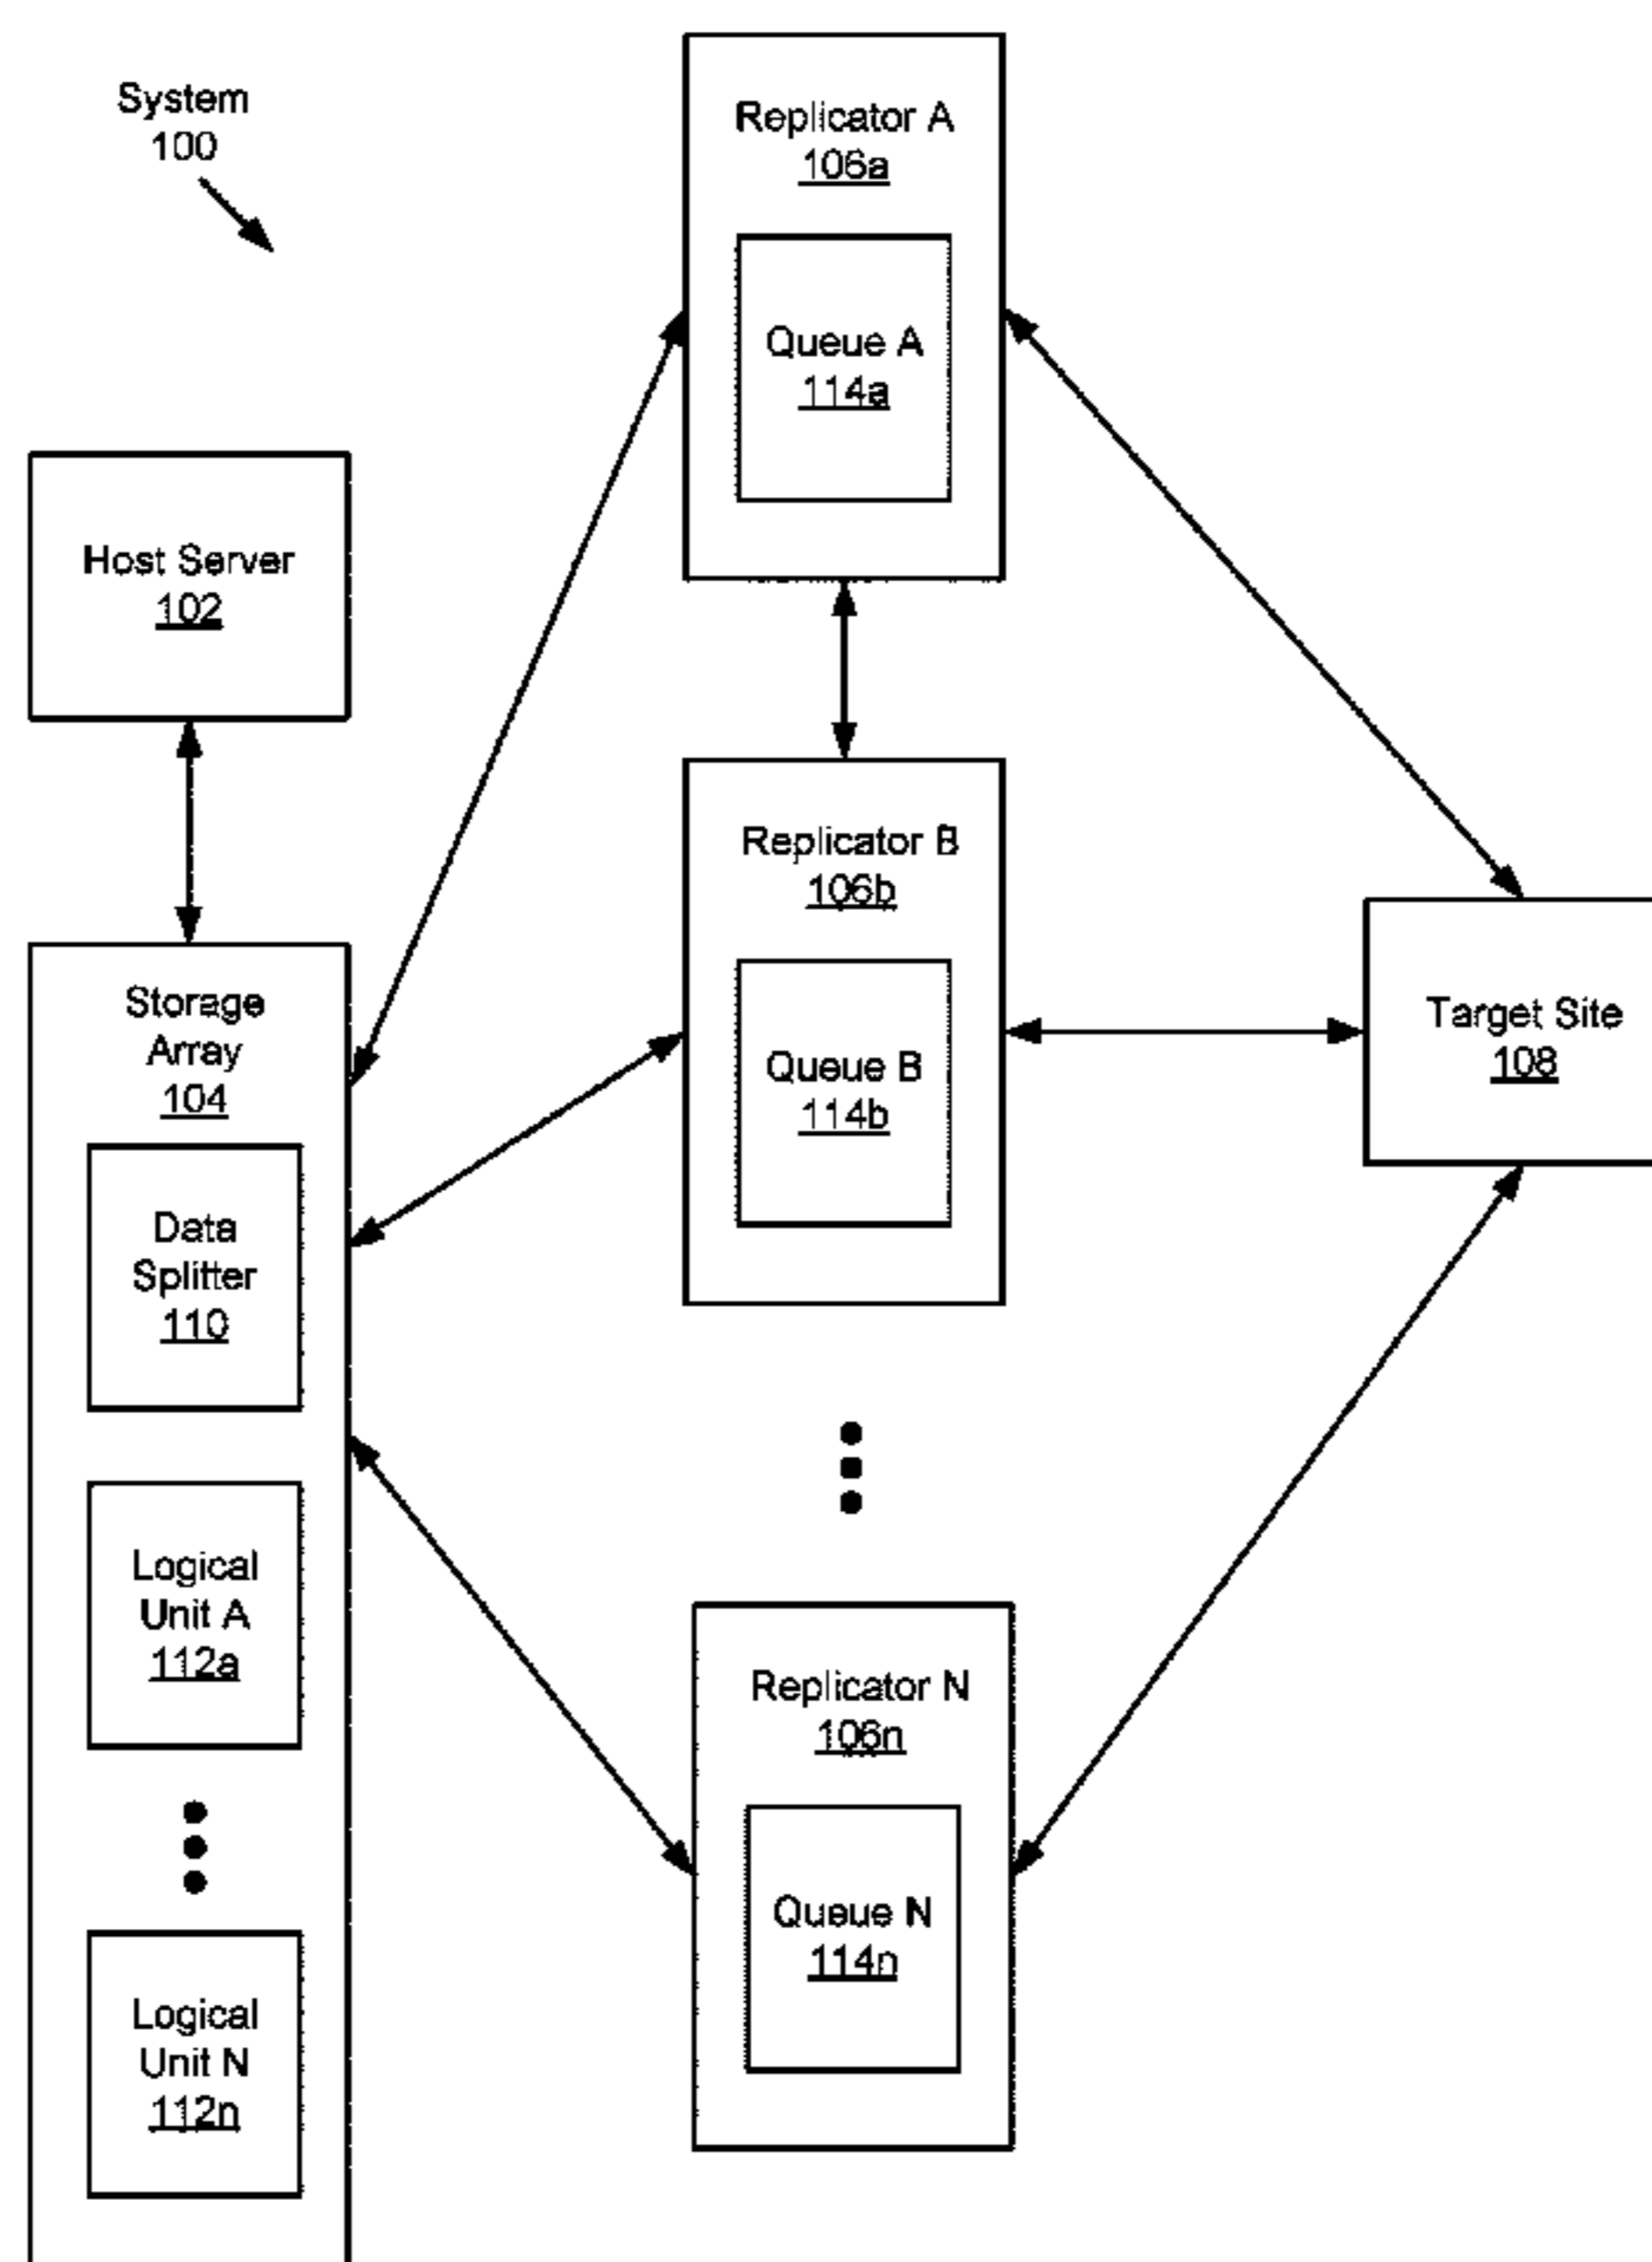 System
100
Replicator A
106a
Queue A
114a
Host Server
102
Replicator B
106b
Queue B
114b
Storage
Array
104
Data
Splitter
110
Logical
Unit A
112a
Logical
Unit N
112n
Target Site
108
Replicator N
106n
Queue N
114n